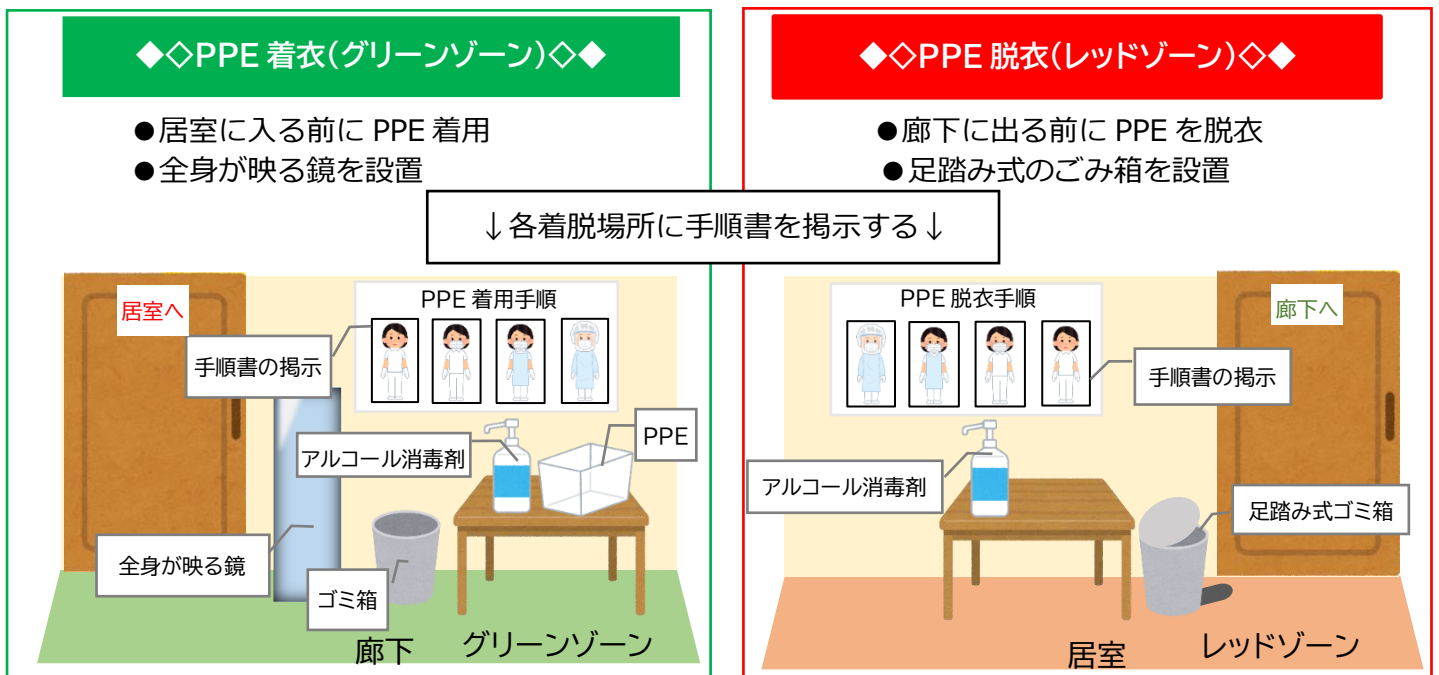 ◆◇PPE 着衣(グリーンゾーン)◇◆
●居室に入る前に PPE 着用
●全身が映る鏡を設置
◆◇PPE 脱衣(レッドゾーン)◇◆
●廊下に出る前に PPE を脱衣
●足踏み式のごみ箱を設置
↓各着脱場所に手順書を掲示する↓
居室へ
PPE 着用手順
手順書の掲示
アルコール消毒剤
PPE
全身が映る鏡
ゴミ箱
廊下
グリーンゾーン
PPE 脱衣手順
廊下へ
手順書の掲示
アルコール消毒剤
足踏み式ゴミ箱
居室
レッドゾーン